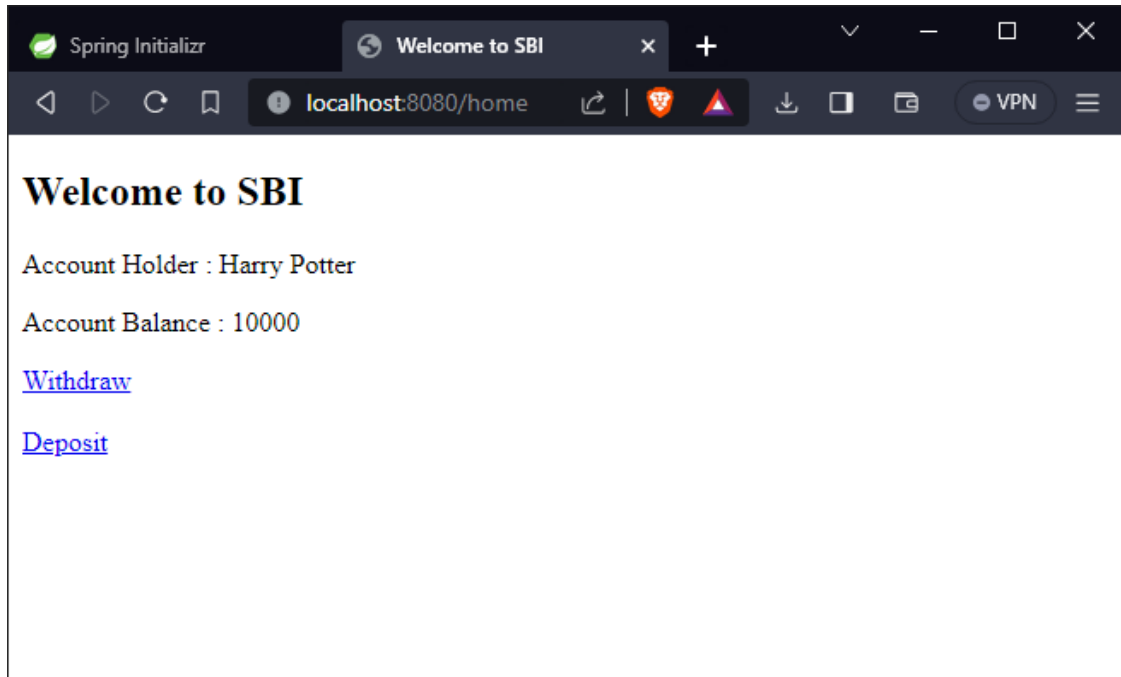 Spring Initializr Welcome to SBI
localhost:8080/home VPN
Welcome to SBI
Account Holder : Harry Potter
Account Balance : 10000
Withdraw
Deposit